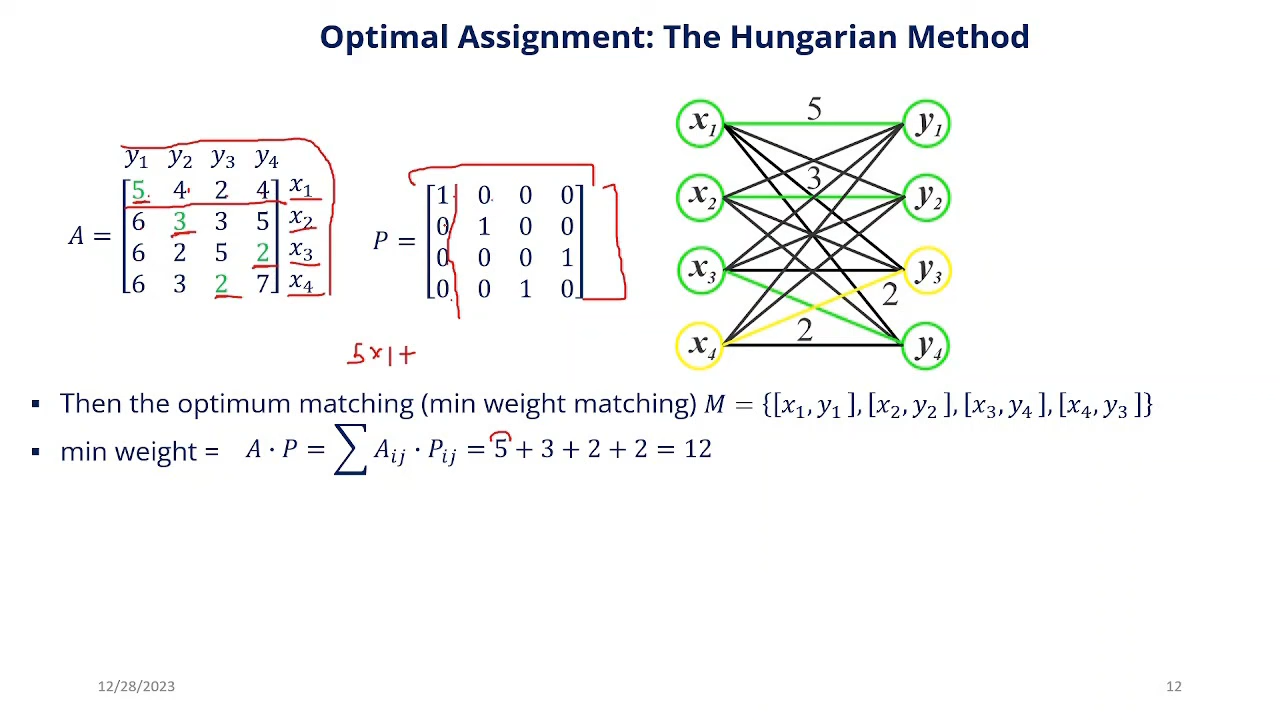 Optimal Assignment: The Hungarian Method
y₁ y₂ y₃ y₄
A = [5 4 2 4] x₁
[6 3 3 5] x₂
[6 2 5 2] x₃
[6 3 2 7] x₄
P = [1 0 0 0]
[0 1 0 0]
[0 0 0 1]
[0 0 1 0]
x₁ 5 y₁
x₂ 3 y₂
x₃ y₃
2
x₄ 2 y₄
5×1+
▪ Then the optimum matching (min weight matching) M = {[x₁, y₁], [x₂, y₂], [x₃, y₄], [x₄, y₃]}
▪ min weight = A · P = ∑ Aᵢⱼ · Pᵢⱼ = 5 + 3 + 2 + 2 = 12
12/28/2023
12